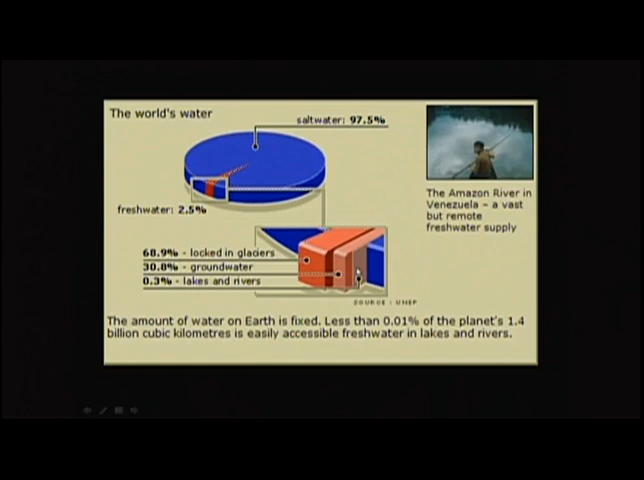 The world's water
saltwater: 97.5%
freshwater: 2.5%
68.9% - locked in glaciers
30.8% - groundwater
0.3% - lakes and rivers
SOURCE : UNEP
The Amazon River in
Venezuela – a vast
but remote
freshwater supply
The amount of water on Earth is fixed. Less than 0.01% of the planet's 1.4
billion cubic kilometres is easily accessible freshwater in lakes and rivers.